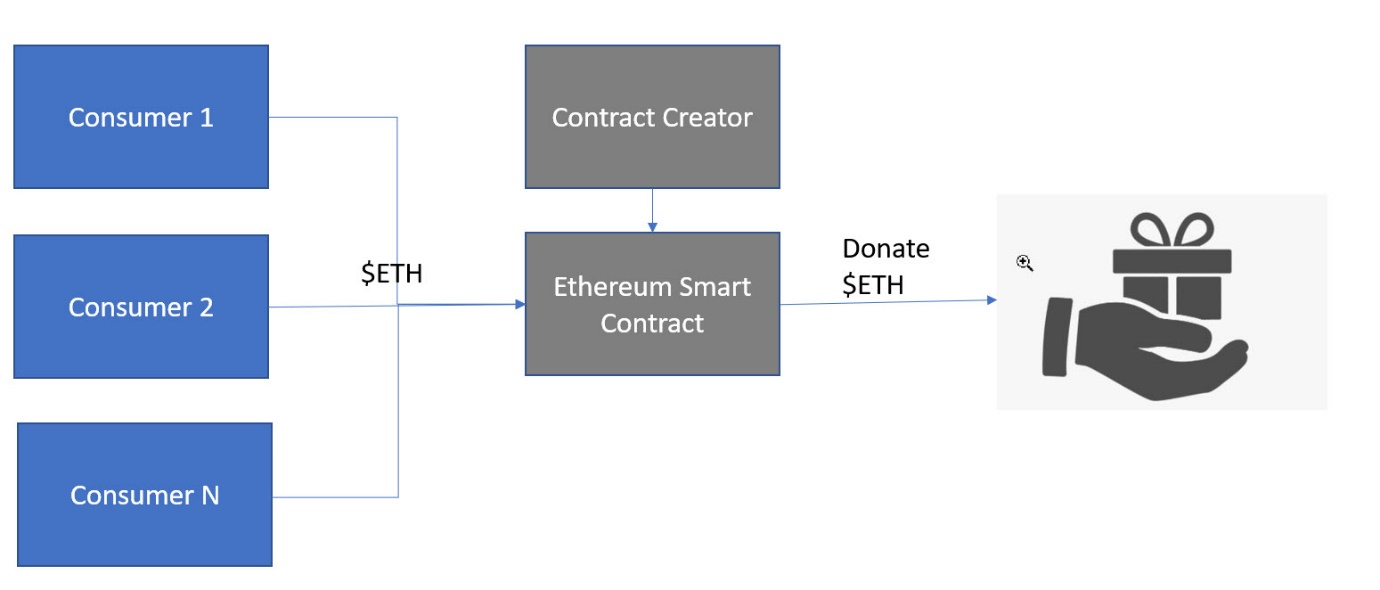 Consumer 1
Contract Creator
Consumer 2
$ETH
Ethereum Smart
Contract
Donate
$ETH
Consumer N